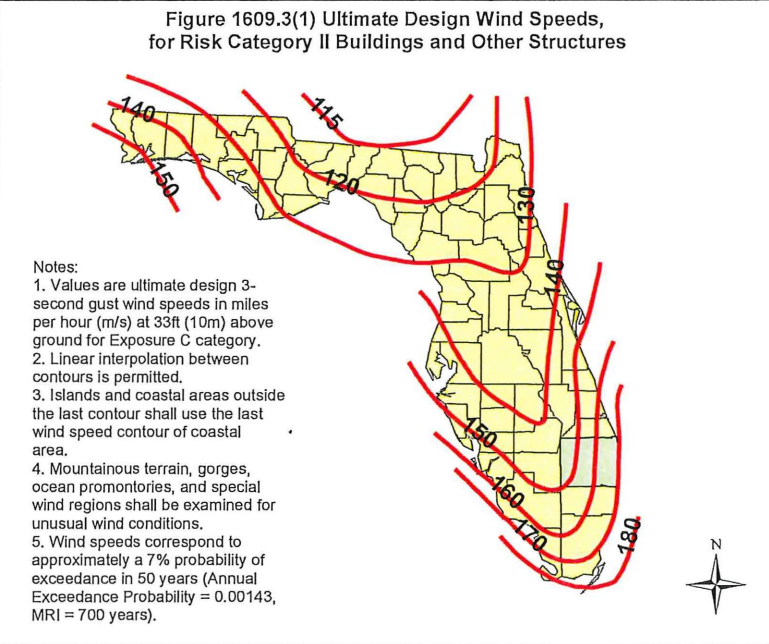 Figure 1609.3(1) Ultimate Design Wind Speeds,
for Risk Category II Buildings and Other Structures
140
115
150
120
130
140
Notes:
1. Values are ultimate design 3-
second gust wind speeds in miles
per hour (m/s) at 33ft (10m) above
ground for Exposure C category.
2. Linear interpolation between
contours is permitted.
3. Islands and coastal areas outside
the last contour shall use the last
wind speed contour of coastal
area.
4. Mountainous terrain, gorges,
ocean promontories, and special
wind regions shall be examined for
unusual wind conditions.
5. Wind speeds correspond to
approximately a 7% probability of
exceedance in 50 years (Annual
Exceedance Probability = 0.00143,
MRI = 700 years).
150
160
170
180
N